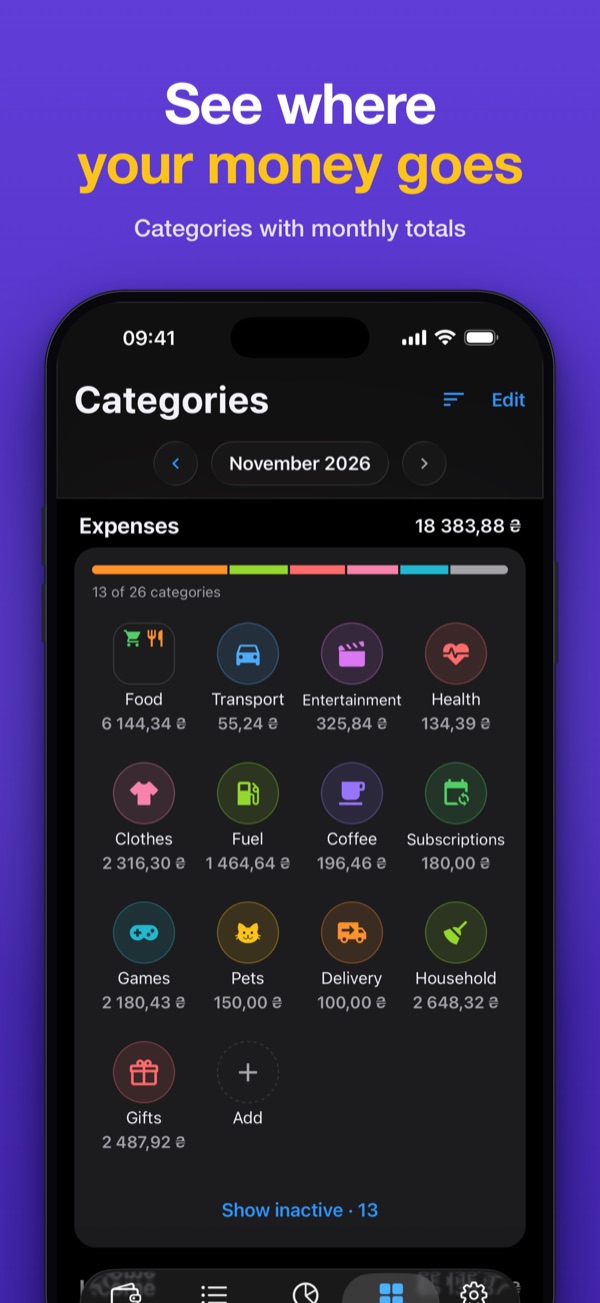 See where
your money goes
Categories with monthly totals
09:41
Categories
Edit
November 2026
Expenses 18 383,88 ₴
13 of 26 categories
Food Transport Entertainment Health
6 144,34 ₴ 55,24 ₴ 325,84 ₴ 134,39 ₴
Clothes Fuel Coffee Subscriptions
2 316,30 ₴ 1 464,64 ₴ 196,46 ₴ 180,00 ₴
Games Pets Delivery Household
2 180,43 ₴ 150,00 ₴ 100,00 ₴ 2 648,32 ₴
Gifts Add
2 487,92 ₴
Show inactive · 13